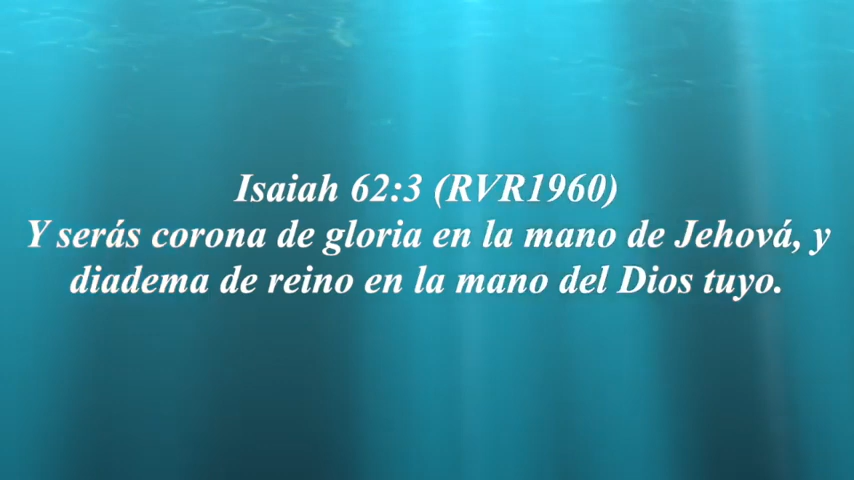 Isaiah 62:3 (RVR1960)
Y serás corona de gloria en la mano de Jehová, y
diadema de reino en la mano del Dios tuyo.